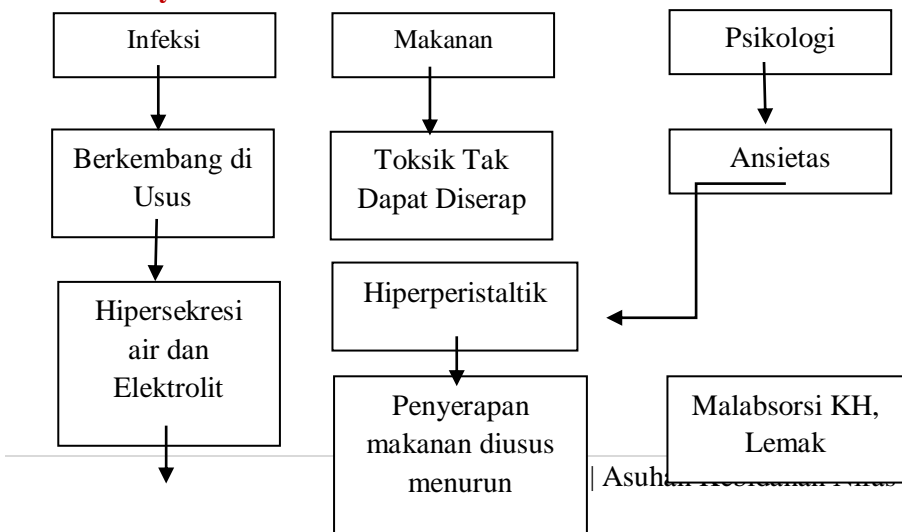 Infeksi
Makanan
Psikologi
Berkembang di
Usus
Toksik Tak
Dapat Diserap
Ansietas
Hipersekresi
air dan
Elektrolit
Hiperperistaltik
Penyerapan
makanan diusus
menurun
Malabsorsi KH,
Lemak
| Asuhan